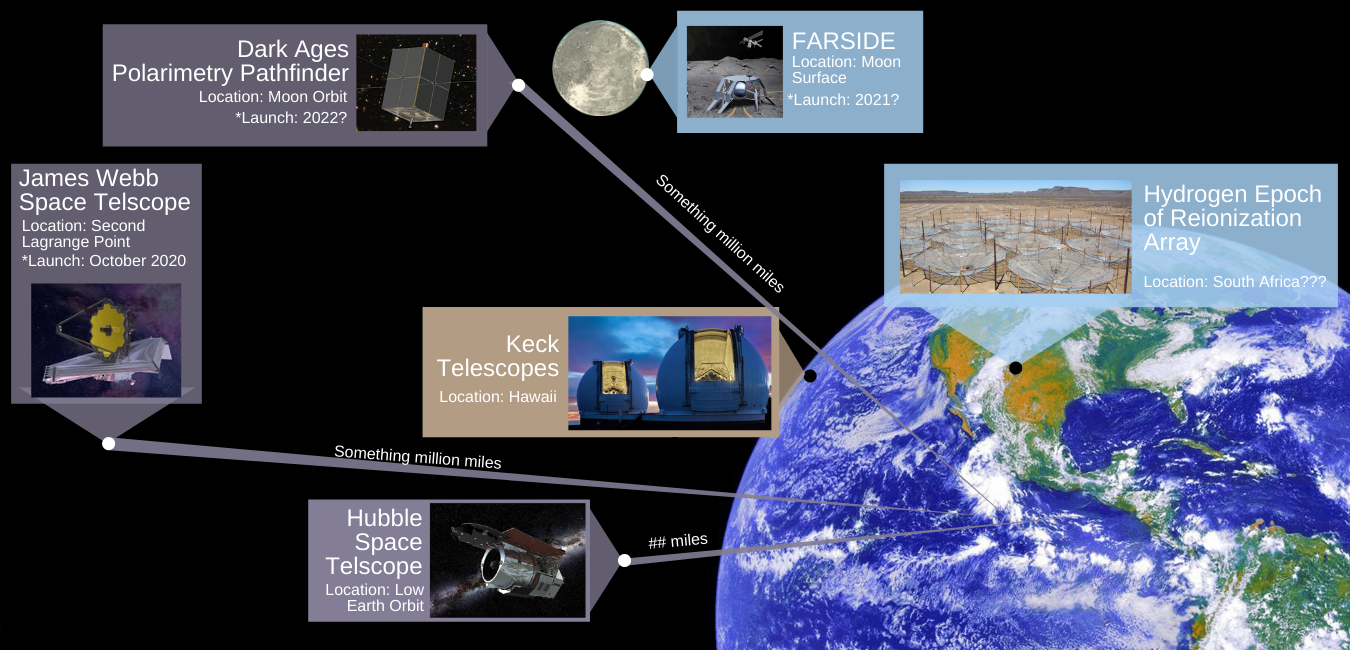 Dark Ages
Polarimetry Pathfinder
Location: Moon Orbit
*Launch: 2022?
FARSIDE
Location: Moon
Surface
*Launch: 2021?
James Webb
Space Telscope
Location: Second
Lagrange Point
*Launch: October 2020
Something million miles
Hydrogen Epoch
of Reionization
Array
Location: South Africa???
Keck
Telescopes
Location: Hawaii
Something million miles
Hubble
Space
Telscope
Location: Low
Earth Orbit
## miles